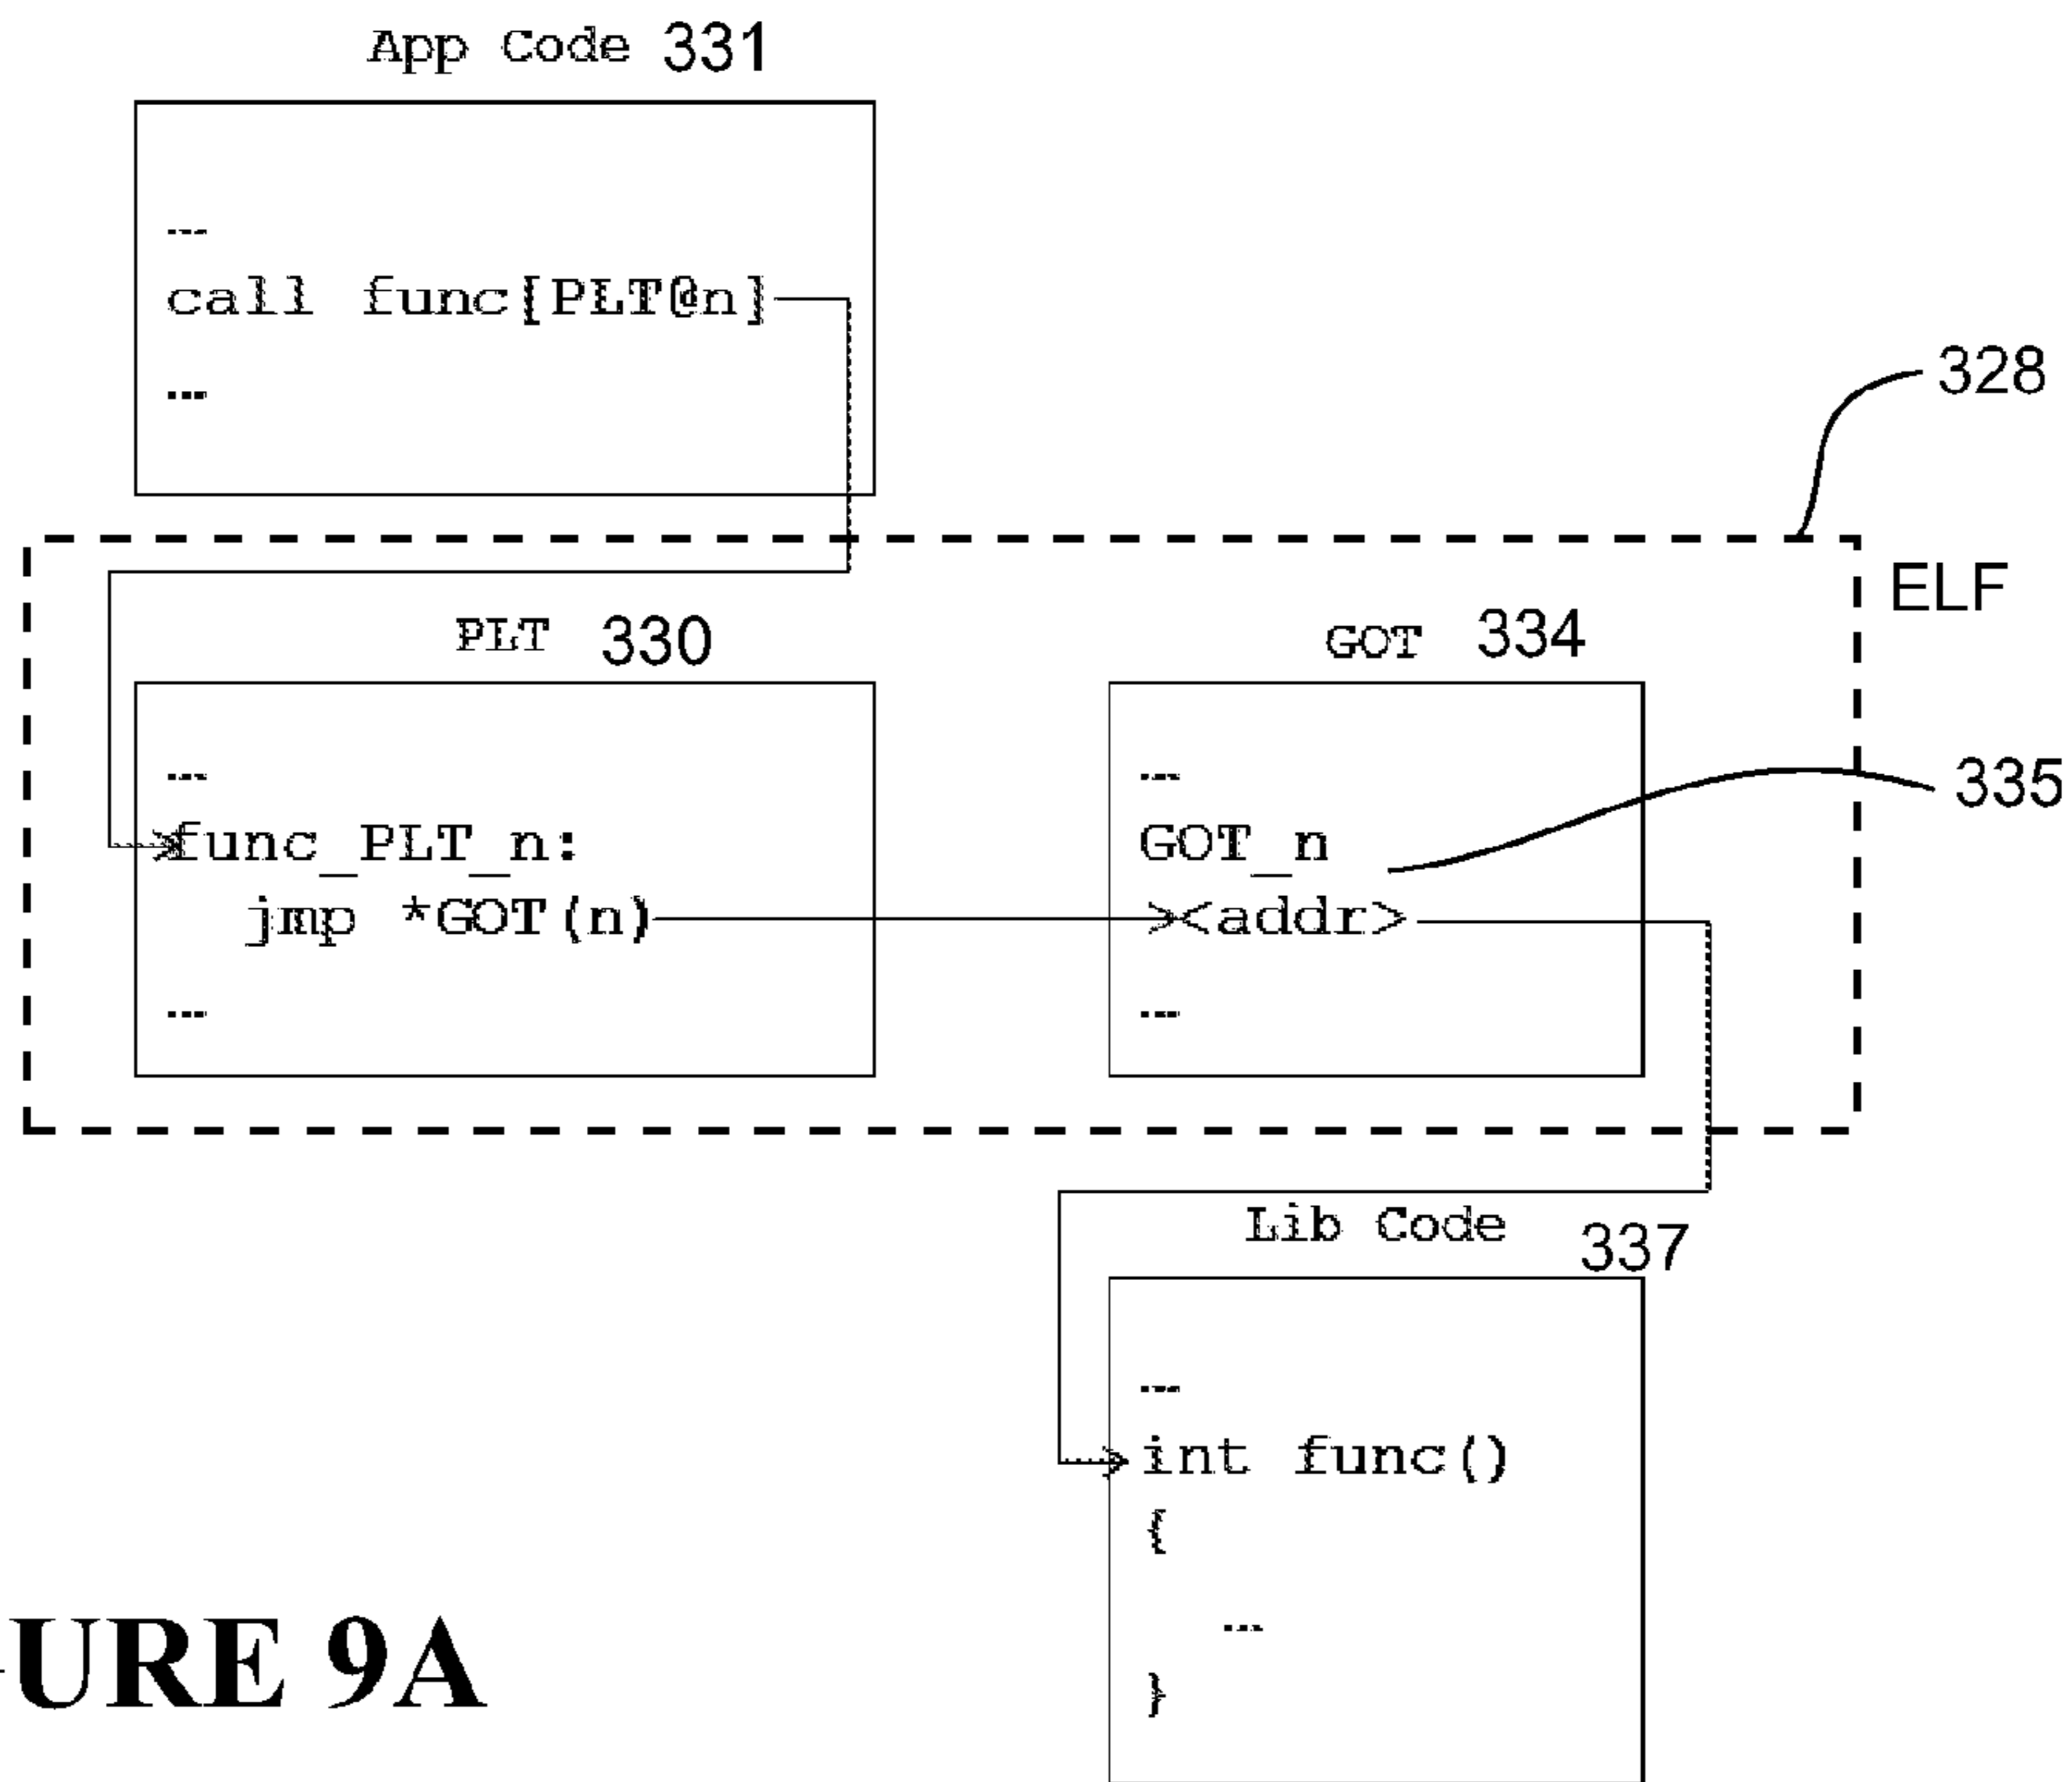 App Code 331
...
call func[PLT@n]
...
328
ELF
PLT 330
...
func_PLT_n:
jmp *GOT(n)
...
GOT 334
...
GOT_n
<addr>
...
335
Lib Code 337
...
int func()
{
...
}
URE 9A